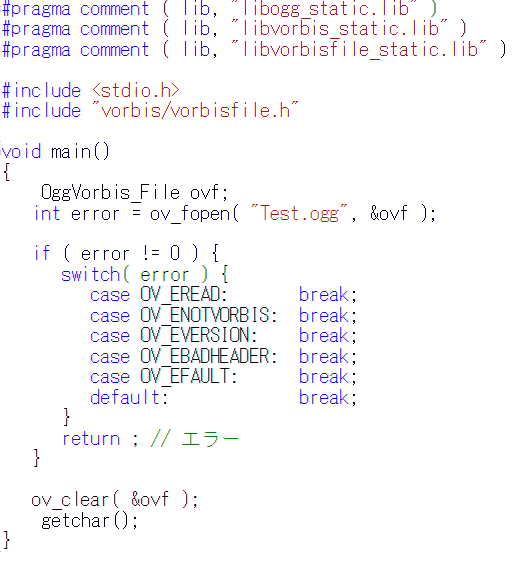 #pragma comment ( lib, "libogg_static.lib" )
#pragma comment ( lib, "libvorbis_static.lib" )
#pragma comment ( lib, "libvorbisfile_static.lib" )

#include <stdio.h>
#include "vorbis/vorbisfile.h"

void main()
{
    OggVorbis_File ovf;
   int error = ov_fopen( "Test.ogg", &ovf );

   if ( error != 0 ) {
      switch( error ) {
         case OV_EREAD:       break;
         case OV_ENOTVORBIS:  break;
         case OV_EVERSION:    break;
         case OV_EBADHEADER:  break;
         case OV_EFAULT:      break;
         default:             break;
      }
      return ; // エラー
   }

   ov_clear( &ovf );
    getchar();
}